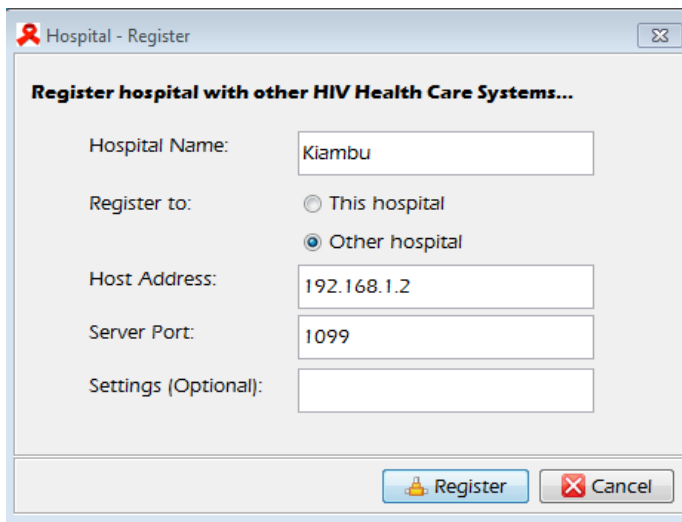 Hospital - Register
Register hospital with other HIV Health Care Systems...
Hospital Name: Kiambu
Register to: This hospital
Other hospital
Host Address: 192.168.1.2
Server Port: 1099
Settings (Optional):
Register Cancel